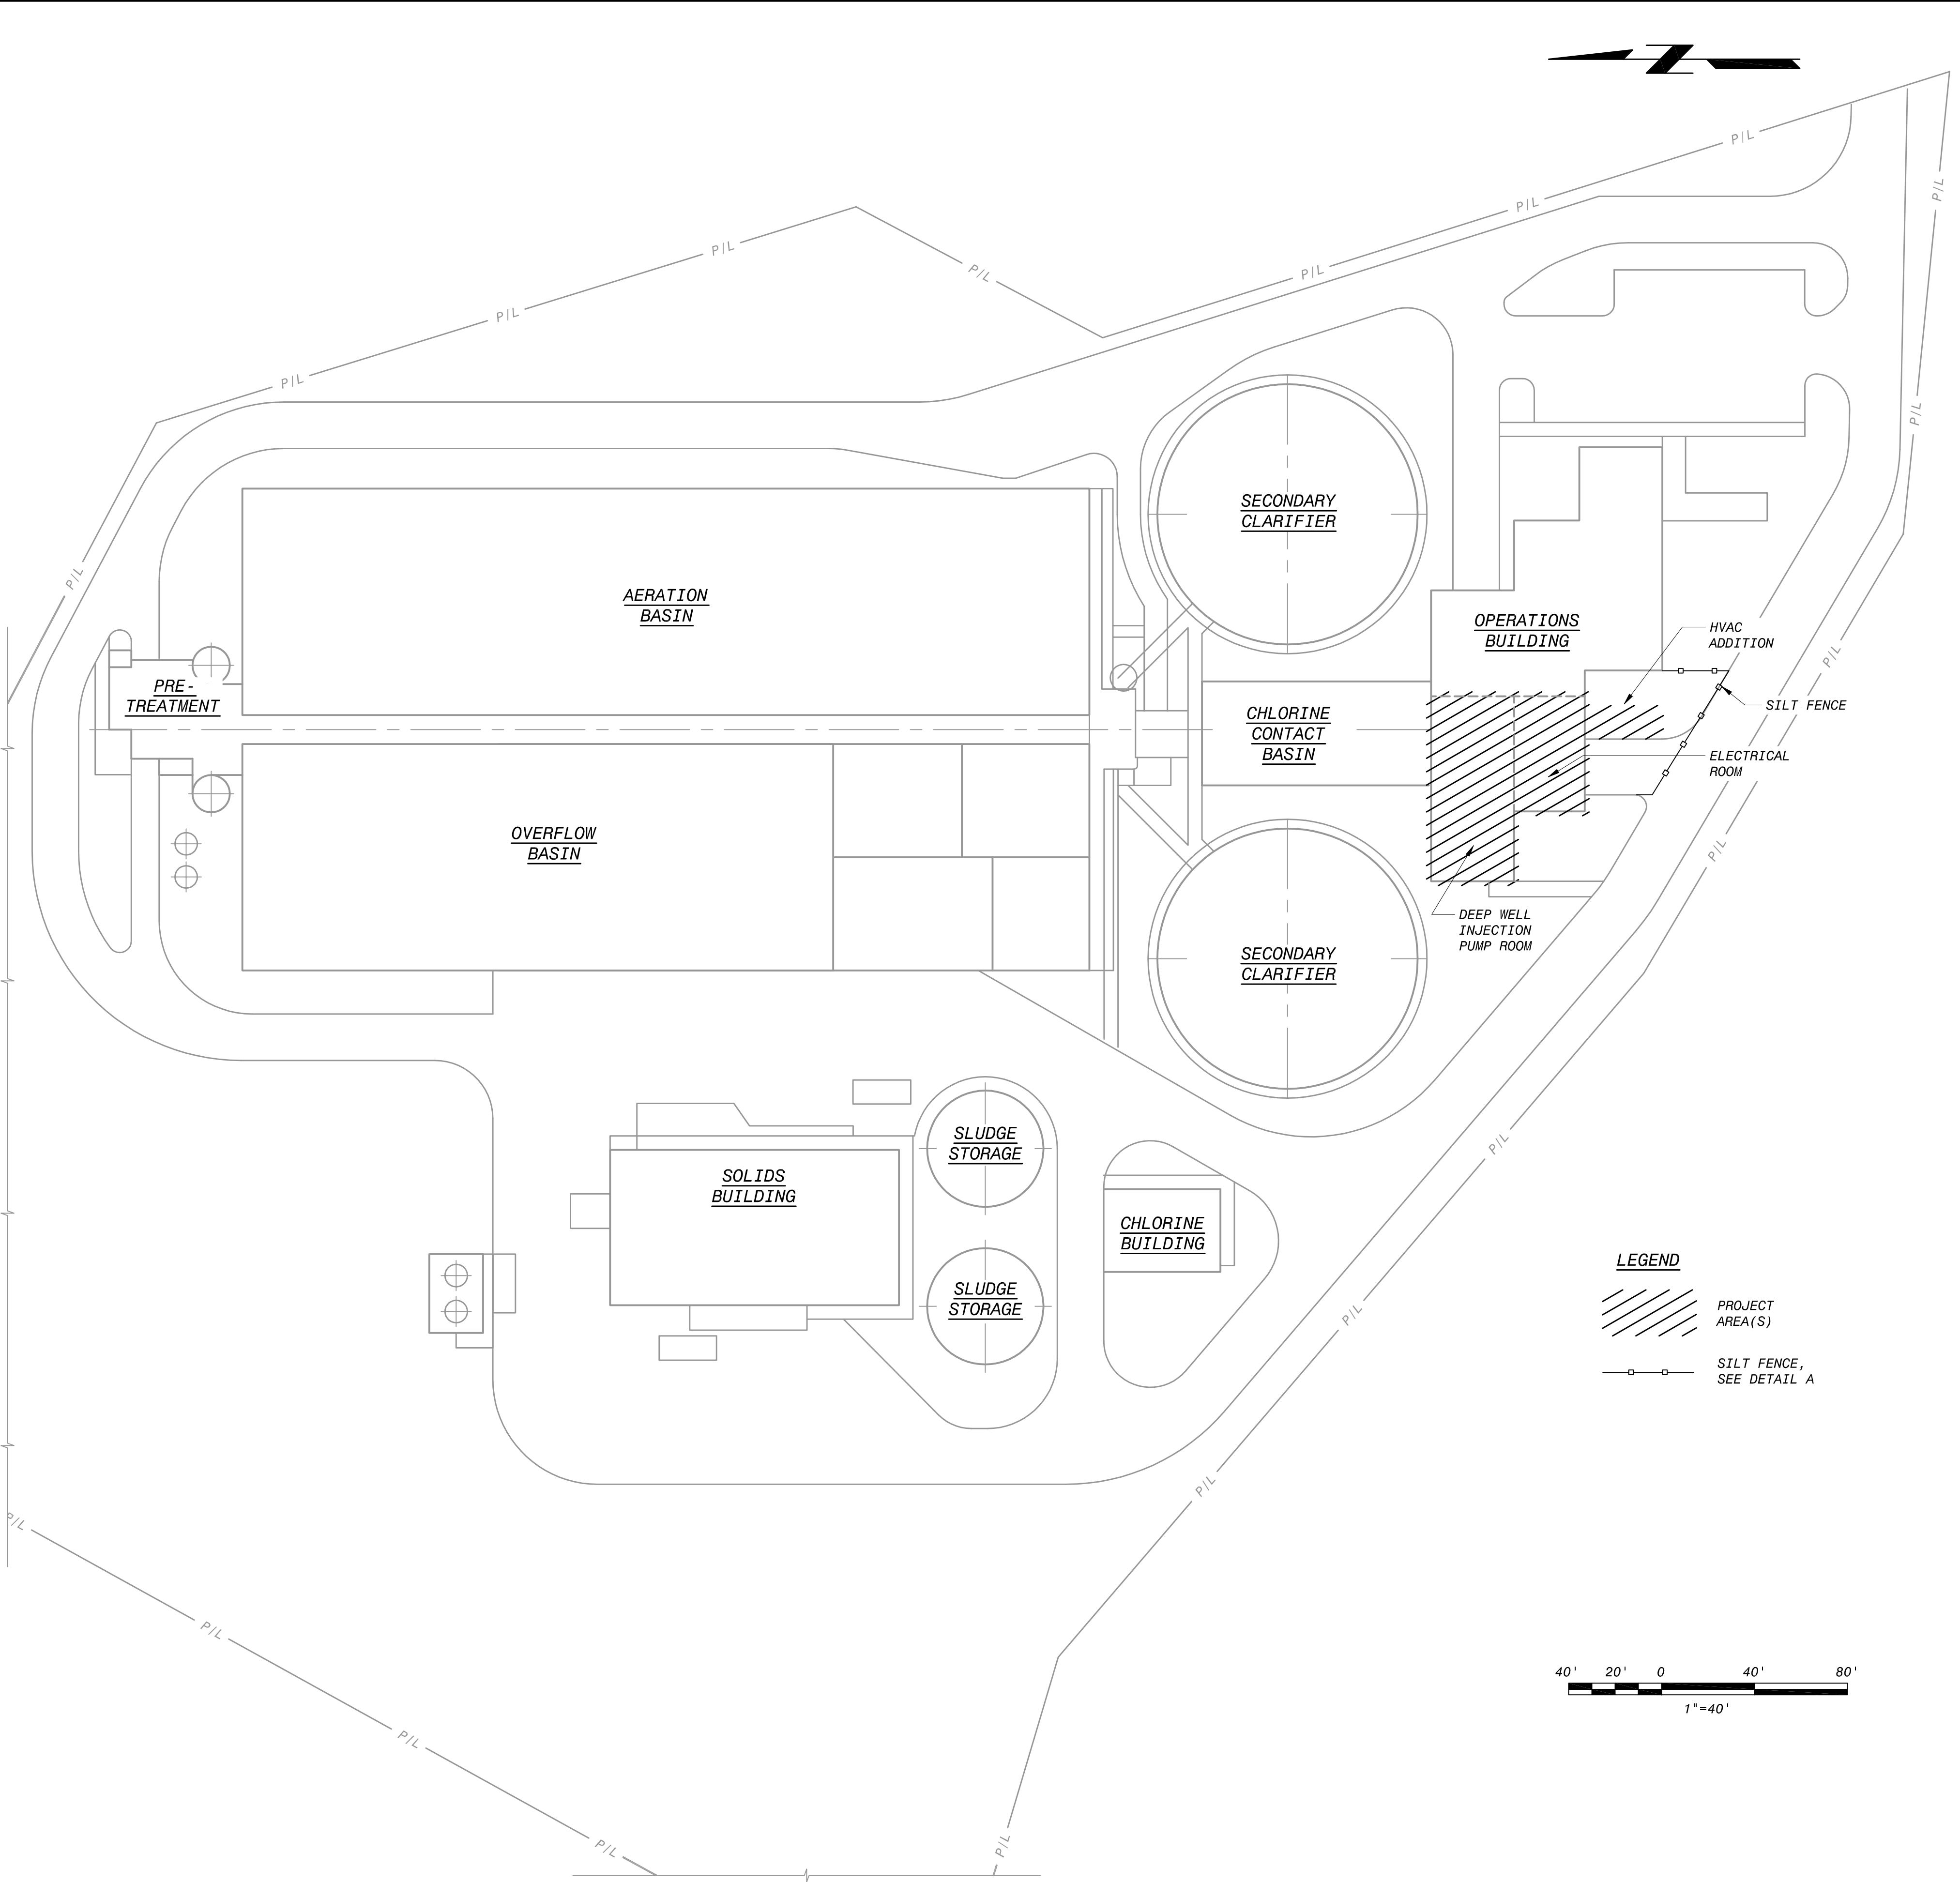 Z
P/L
P/L
P/L
P/L
P/L
P/L
P/L
P/L
P/L
P/L
SECONDARY
CLARIFIER
AERATION
BASIN
OPERATIONS
BUILDING
HVAC
ADDITION
P/L
PRE-
TREATMENT
SILT FENCE
CHLORINE
CONTACT
BASIN
ELECTRICAL
ROOM
OVERFLOW
BASIN
P/L
DEEP WELL
INJECTION
PUMP ROOM
SECONDARY
CLARIFIER
SLUDGE
STORAGE
P/L
SOLIDS
BUILDING
CHLORINE
BUILDING
LEGEND
SLUDGE
STORAGE
P/L
PROJECT
AREA(S)
SILT FENCE,
SEE DETAIL A
P/L
P/L
P/L
40' 20' 0 40' 80'
1"=40'
P/L
P/L
P/L